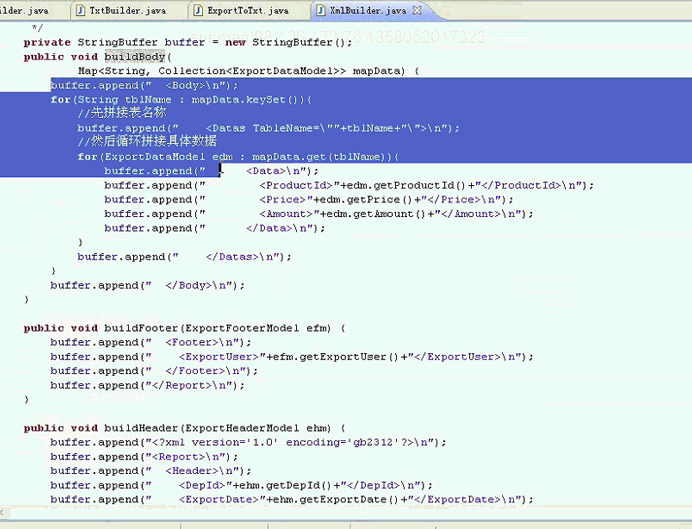 ilder.java TxtBuilder.java ExportToTxt.java XmlBuilder.java
*/
private StringBuffer buffer = new StringBuffer();
public void buildBody(
Map<String, Collection<ExportDataModel>> mapData) {
buffer.append("  <Body>\n");
for(String tblName : mapData.keySet()){
//先拼接表名称
buffer.append("    <Datas TableName=\""+tblName+"\">\n");
//然后循环拼接具体数据
for(ExportDataModel edm : mapData.get(tblName)){
buffer.append("      <Data>\n");
buffer.append("        <ProductId>"+edm.getProductId()+"</ProductId>\n");
buffer.append("        <Price>"+edm.getPrice()+"</Price>\n");
buffer.append("        <Amount>"+edm.getAmount()+"</Amount>\n");
buffer.append("      </Data>\n");
}
buffer.append("    </Datas>\n");
}
buffer.append("  </Body>\n");
}
public void buildFooter(ExportFooterModel efm) {
buffer.append("  <Footer>\n");
buffer.append("    <ExportUser>"+efm.getExportUser()+"</ExportUser>\n");
buffer.append("  </Footer>\n");
buffer.append("</Report>\n");
}
public void buildHeader(ExportHeaderModel ehm) {
buffer.append("<?xml version='1.0' encoding='gb2312'?>\n");
buffer.append("<Report>\n");
buffer.append("  <Header>\n");
buffer.append("    <DepId>"+ehm.getDepId()+"</DepId>\n");
buffer.append("    <ExportDate>"+ehm.getExportDate()+"</ExportDate>\n");